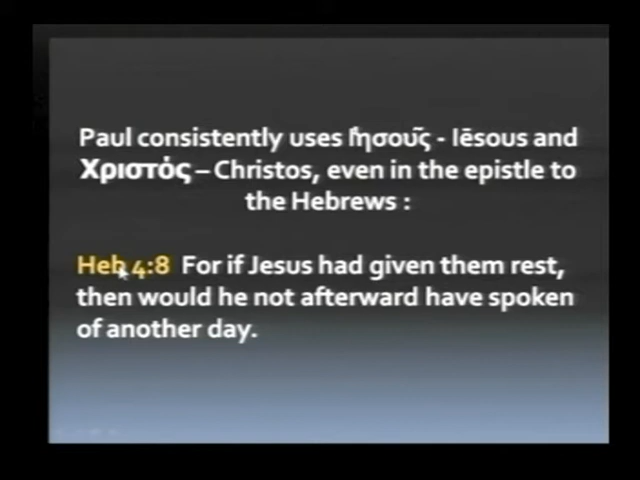 Paul consistently uses Ἰησοῦς - Iēsous and
Χριστός – Christos, even in the epistle to
the Hebrews :
Heb 4:8 For if Jesus had given them rest,
then would he not afterward have spoken
of another day.